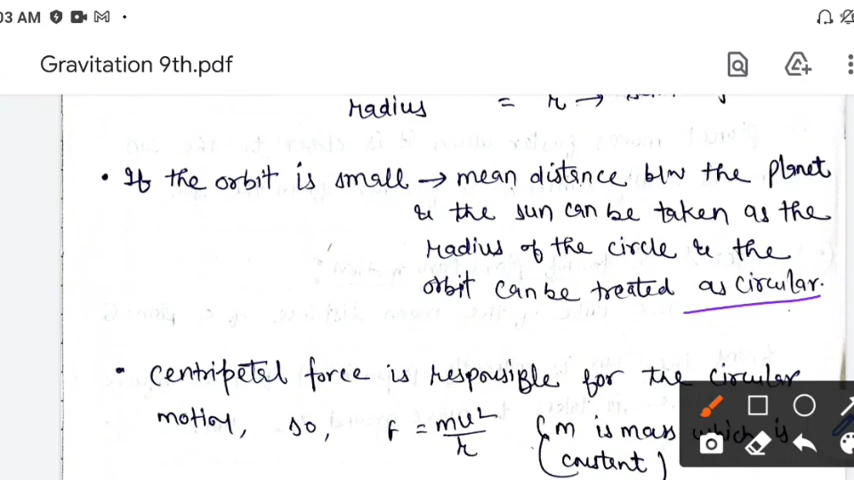 03 AM
Gravitation 9th.pdf
radius = r →
• If the orbit is small → mean distance b/w the planet
& the sun can be taken as the
radius of the circle & the
orbit can be treated as circular.
• Centripetal force is responsible for the circular
motion, so, F = mv²/r (m is mass which is
constant)